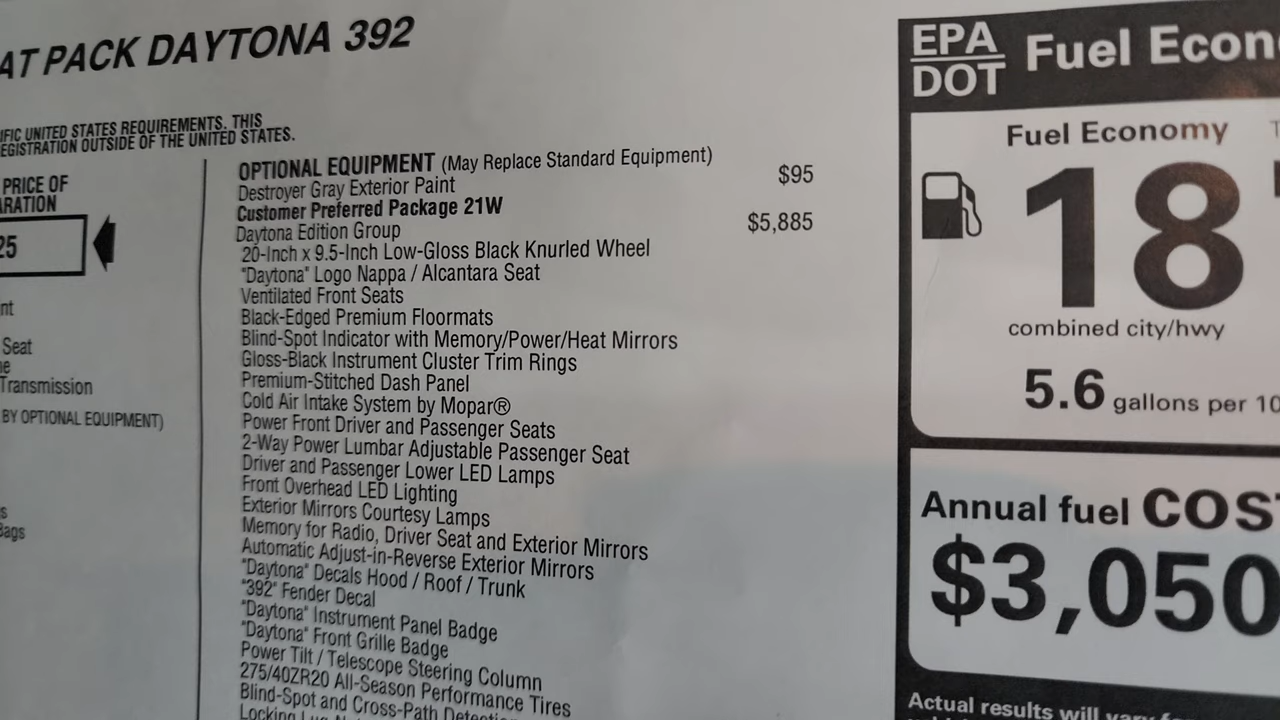 AT PACK DAYTONA 392
IFIC UNITED STATES REQUIREMENTS. THIS
EGISTRATION OUTSIDE OF THE UNITED STATES.
PRICE OF
ARATION
25
nt
Seat
e
Transmission
BY OPTIONAL EQUIPMENT)
s
Bags
OPTIONAL EQUIPMENT (May Replace Standard Equipment)
Destroyer Gray Exterior Paint $95
Customer Preferred Package 21W
Daytona Edition Group $5,885
20-Inch x 9.5-Inch Low-Gloss Black Knurled Wheel
"Daytona" Logo Nappa / Alcantara Seat
Ventilated Front Seats
Black-Edged Premium Floormats
Blind-Spot Indicator with Memory/Power/Heat Mirrors
Gloss-Black Instrument Cluster Trim Rings
Premium-Stitched Dash Panel
Cold Air Intake System by Mopar®
Power Front Driver and Passenger Seats
2-Way Power Lumbar Adjustable Passenger Seat
Driver and Passenger Lower LED Lamps
Front Overhead LED Lighting
Exterior Mirrors Courtesy Lamps
Memory for Radio, Driver Seat and Exterior Mirrors
Automatic Adjust-in-Reverse Exterior Mirrors
"Daytona" Decals Hood / Roof / Trunk
"392" Fender Decal
"Daytona" Instrument Panel Badge
"Daytona" Front Grille Badge
Power Tilt / Telescope Steering Column
275/40ZR20 All-Season Performance Tires
Blind-Spot and Cross-Path Detectio
Locking
EPA
DOT
Fuel Econ
Fuel Economy
18
combined city/hwy
5.6 gallons per 10
Annual fuel COS
$3,050
Actual results will vary for